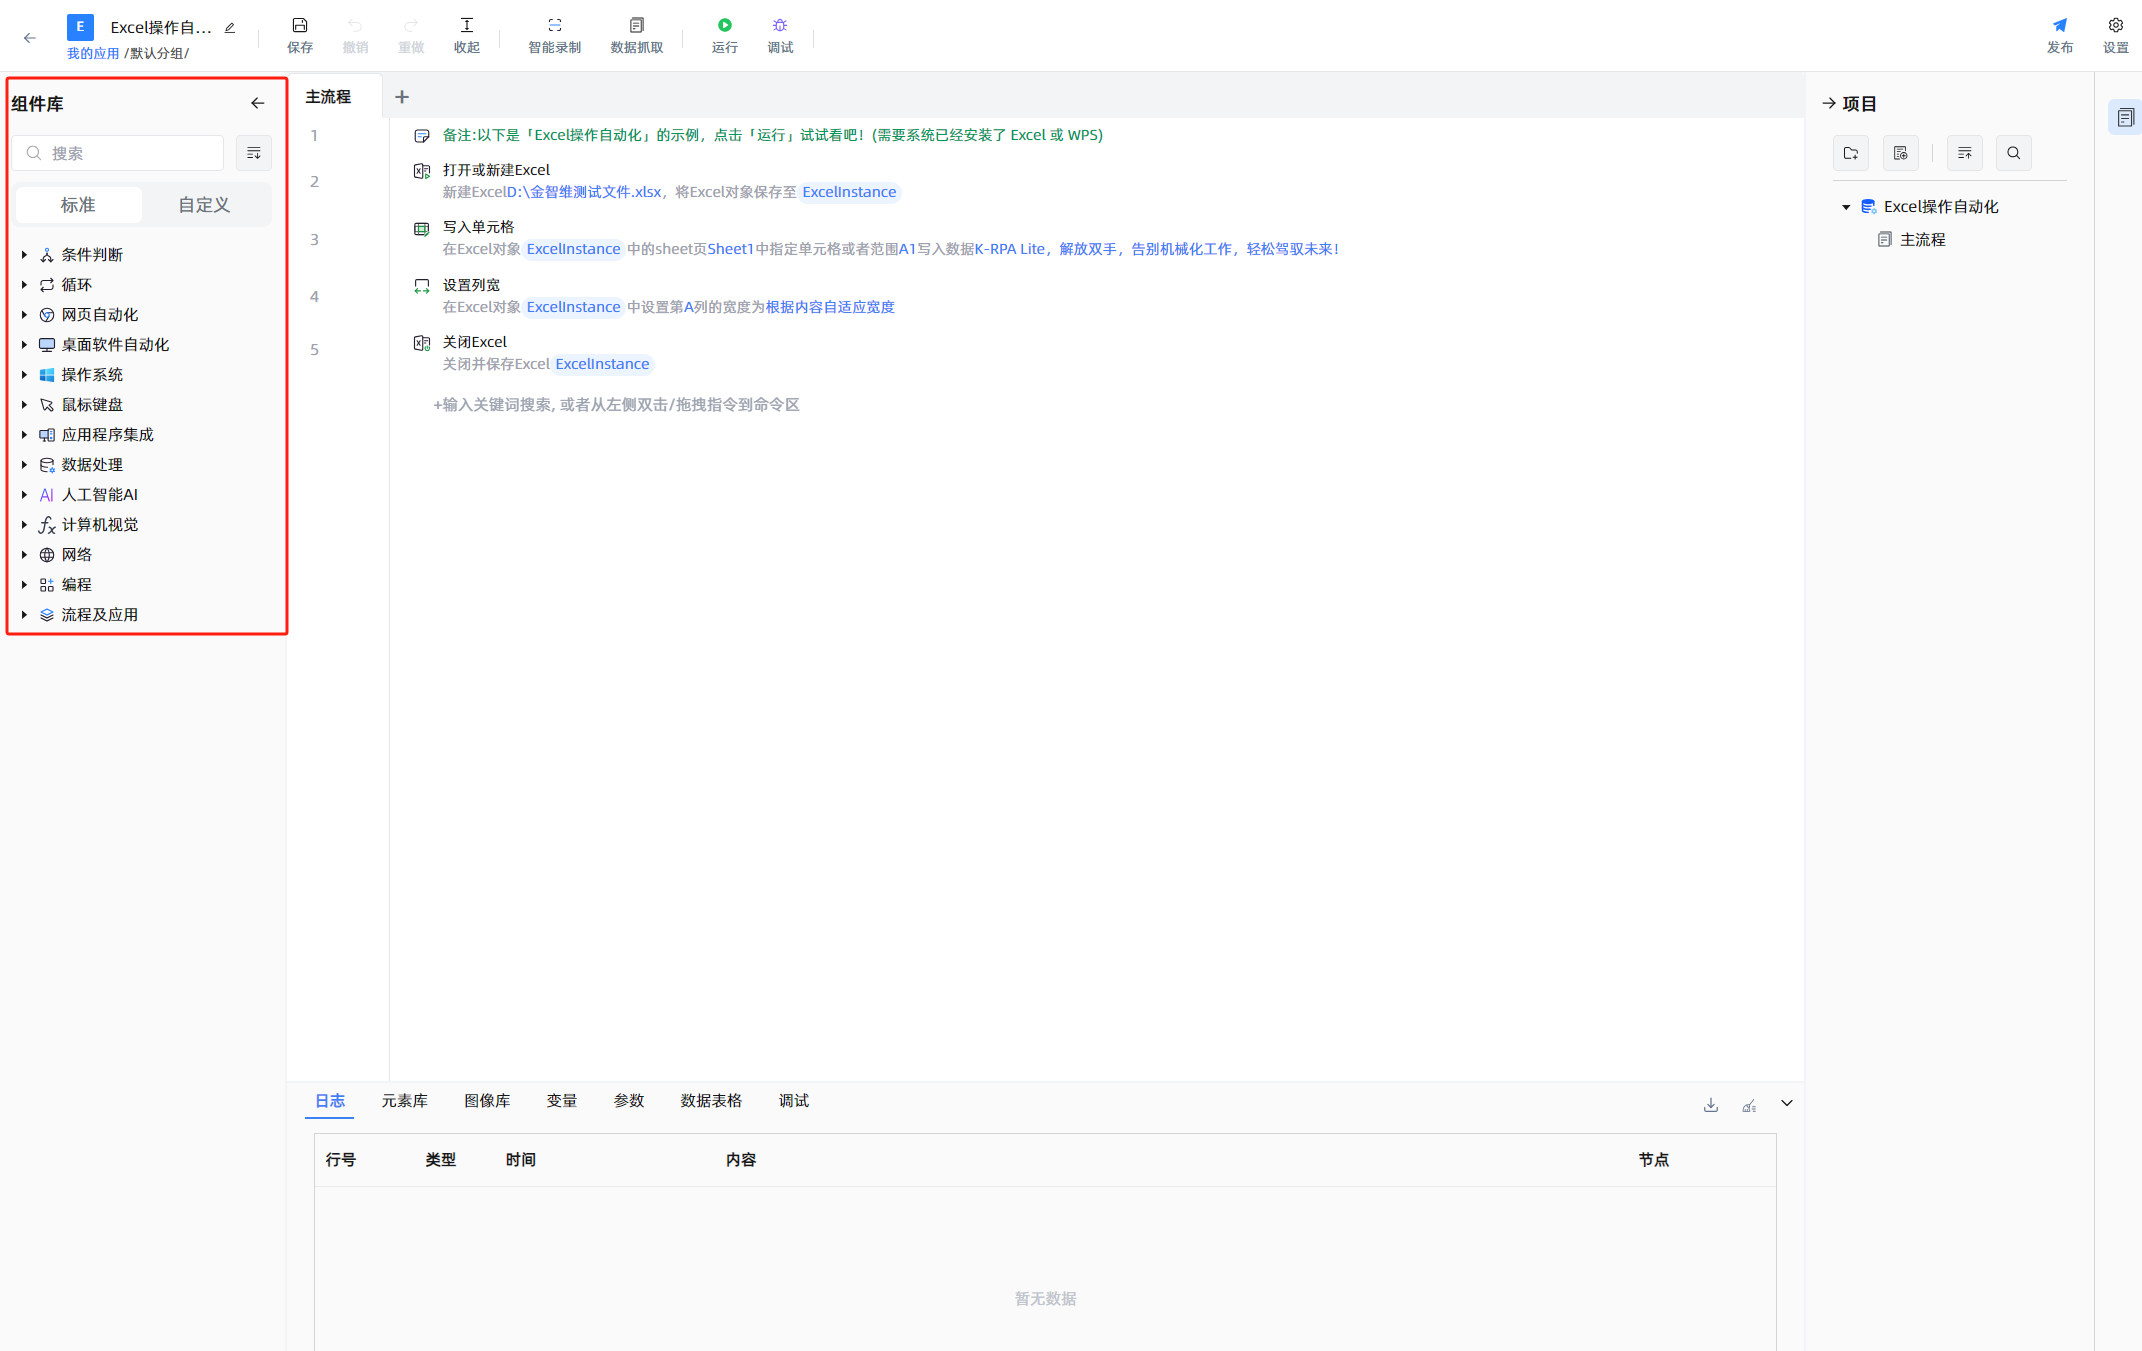 E Excel操作自...
我的应用 /默认分组/
保存 撤销 重做 收起 智能录制 数据抓取 运行 调试
发布 设置
组件库
搜索
标准 自定义
条件判断
循环
网页自动化
桌面软件自动化
操作系统
鼠标键盘
应用程序集成
数据处理
AI 人工智能AI
计算机视觉
网络
编程
流程及应用
主流程 +
1 备注:以下是「Excel操作自动化」的示例，点击「运行」试试看吧！(需要系统已经安装了 Excel 或 WPS)
2 打开或新建Excel
新建ExcelD:\金智维测试文件.xlsx，将Excel对象保存至 ExcelInstance
3 写入单元格
在Excel对象 ExcelInstance 中的sheet页Sheet1中指定单元格或者范围A1写入数据K-RPA Lite，解放双手，告别机械化工作，轻松驾驭未来！
4 设置列宽
在Excel对象 ExcelInstance 中设置第A列的宽度为根据内容自适应宽度
5 关闭Excel
关闭并保存Excel ExcelInstance
+输入关键词搜索, 或者从左侧双击/拖拽指令到命令区
项目
Excel操作自动化
主流程
日志 元素库 图像库 变量 参数 数据表格 调试
行号 类型 时间 内容 节点
暂无数据